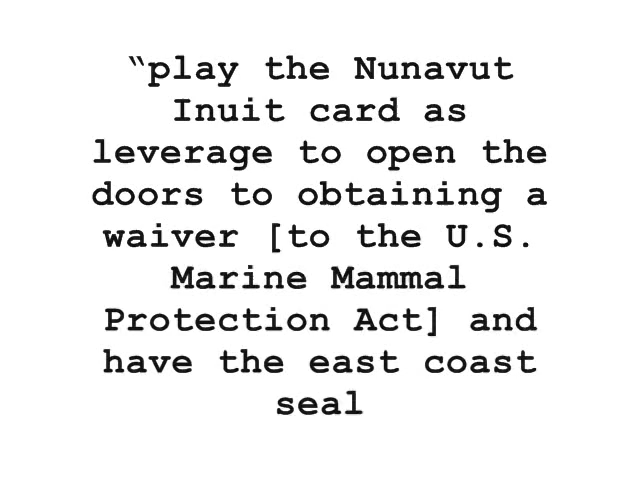 “play the Nunavut
Inuit card as
leverage to open the
doors to obtaining a
waiver [to the U.S.
Marine Mammal
Protection Act] and
have the east coast
seal